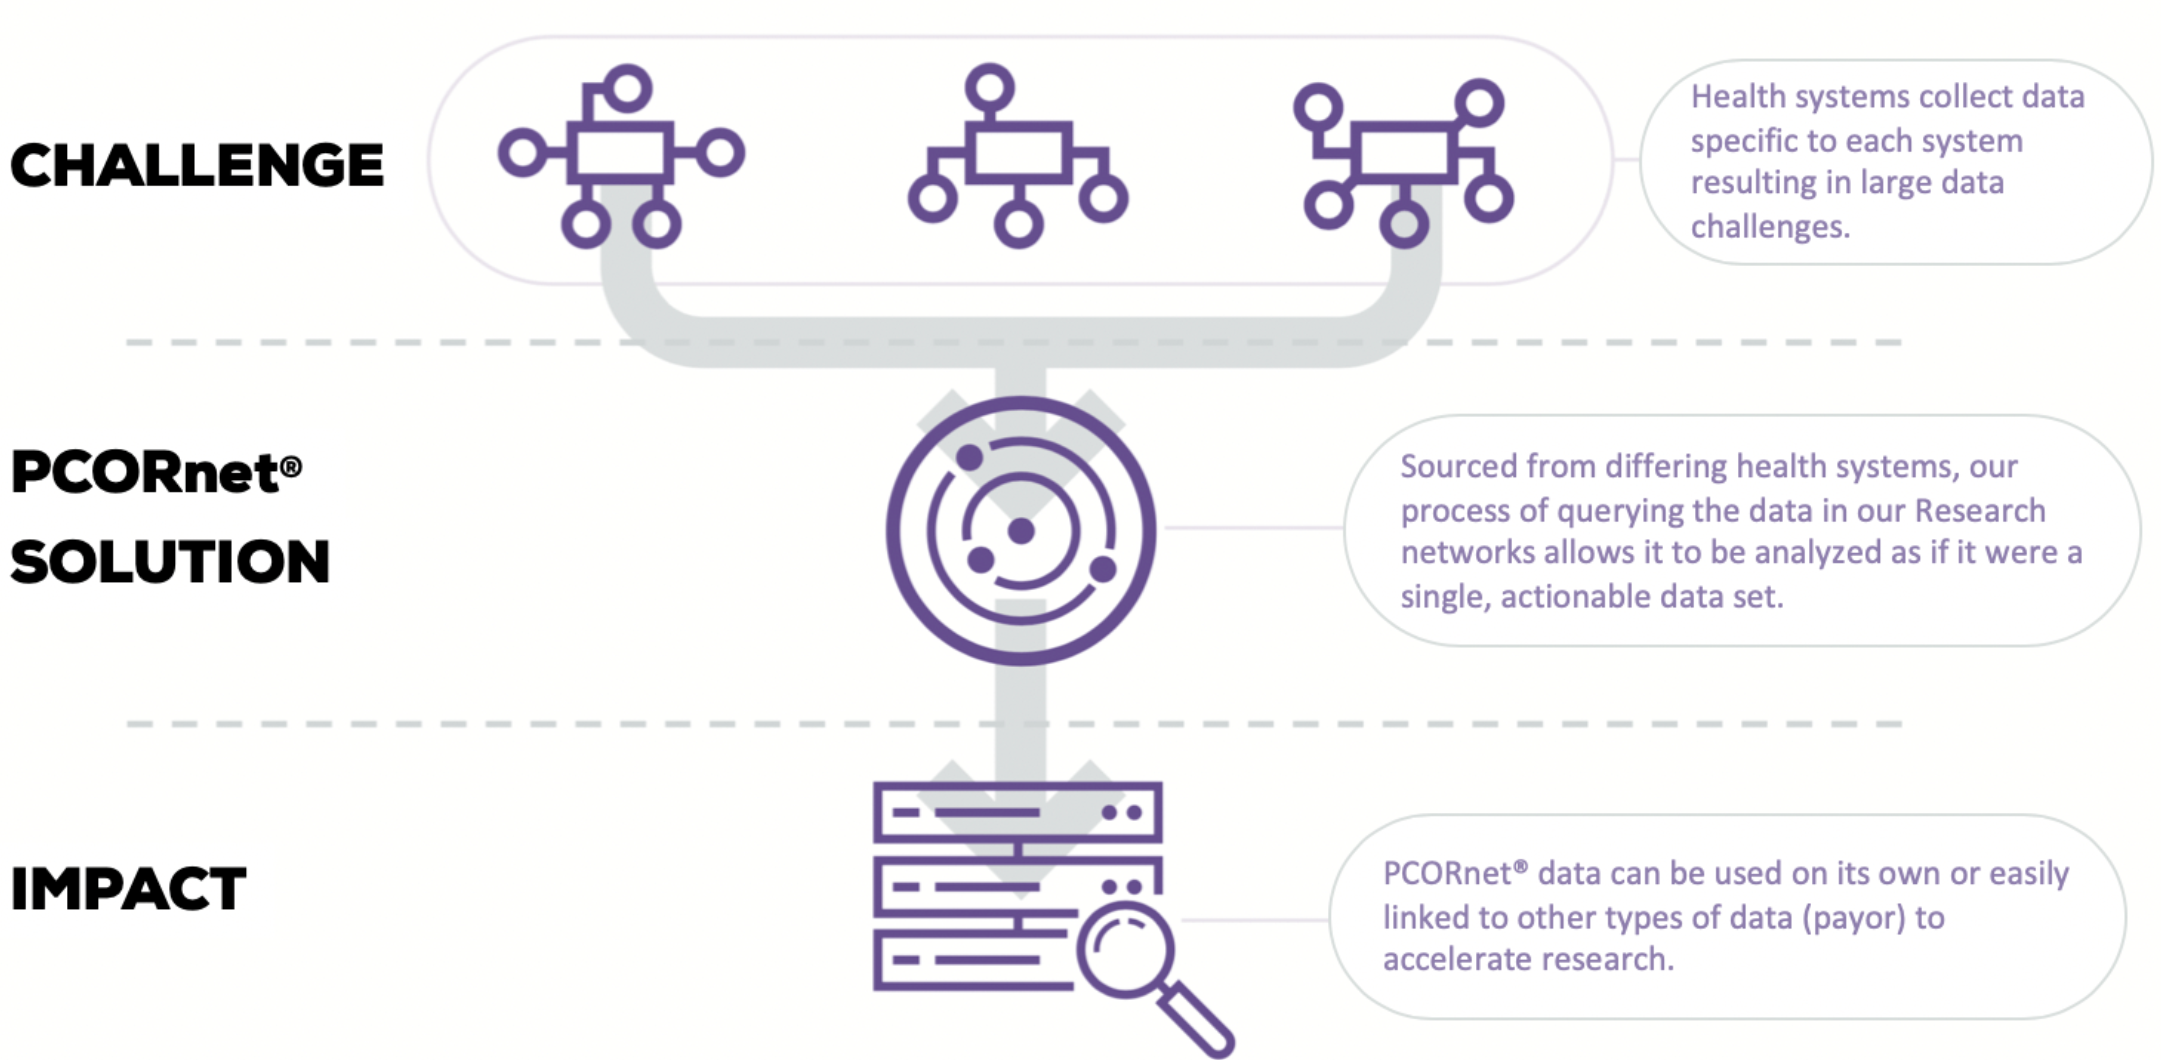 CHALLENGE
Health systems collect data
specific to each system
resulting in large data
challenges.
PCORnet®
SOLUTION
Sourced from differing health systems, our
process of querying the data in our Research
networks allows it to be analyzed as if it were a
single, actionable data set.
IMPACT
PCORnet® data can be used on its own or easily
linked to other types of data (payor) to
accelerate research.